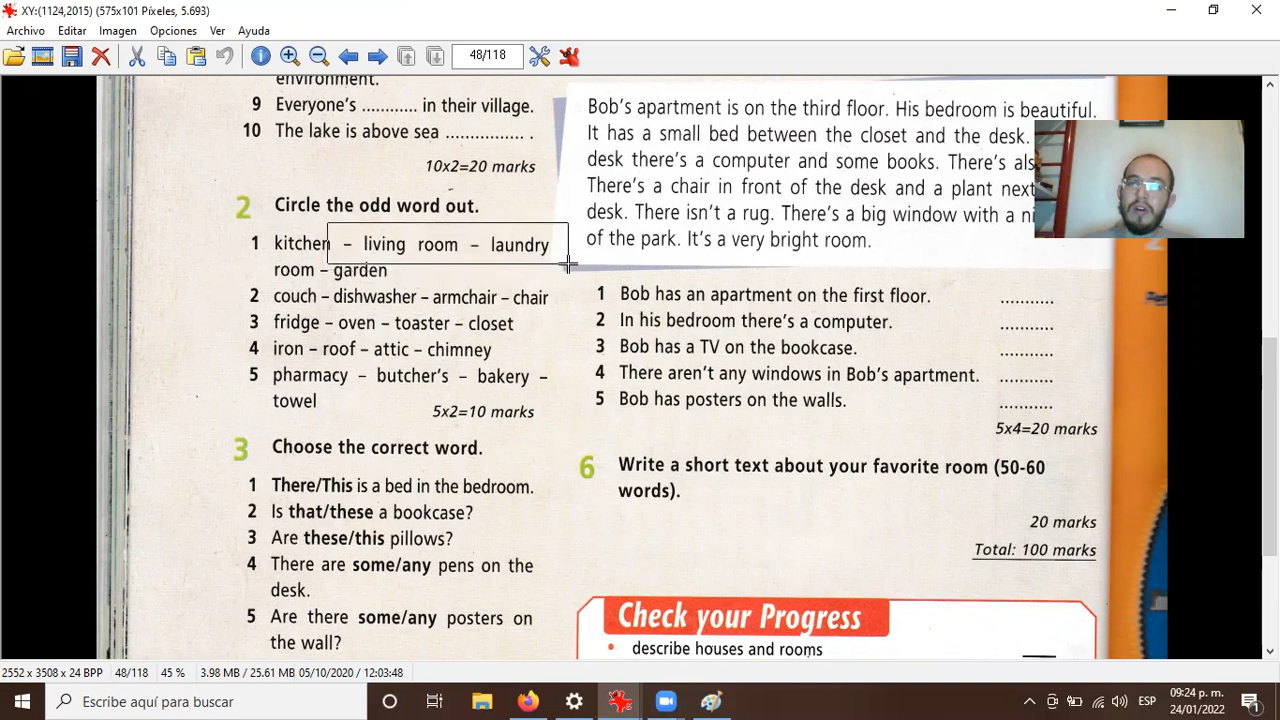 XY:(1124,2015) (575x101 Píxeles, 5.693)
Archivo Editar Imagen Opciones Ver Ayuda
48/118
environment.
9 Everyone's ............ in their village.
10 The lake is above sea ................ .
10x2=20 marks
2 Circle the odd word out.
1 kitchen – living room – laundry
room – garden
2 couch – dishwasher – armchair – chair
3 fridge – oven – toaster – closet
4 iron – roof – attic – chimney
5 pharmacy – butcher's – bakery –
towel
5x2=10 marks
3 Choose the correct word.
1 There/This is a bed in the bedroom.
2 Is that/these a bookcase?
3 Are these/this pillows?
4 There are some/any pens on the
desk.
5 Are there some/any posters on
the wall?
Bob's apartment is on the third floor. His bedroom is beautiful.
It has a small bed between the closet and the desk.
desk there's a computer and some books. There's
There's a chair in front of the desk and a plant next
desk. There isn't a rug. There's a big window with a
of the park. It's a very bright room.
1 Bob has an apartment on the first floor. ...........
2 In his bedroom there's a computer. ...........
3 Bob has a TV on the bookcase. ...........
4 There aren't any windows in Bob's apartment. ...........
5 Bob has posters on the walls. ...........
5x4=20 marks
6 Write a short text about your favorite room (50-60
words).
20 marks
Total: 100 marks
Check your Progress
• describe houses and rooms
2552 x 3508 x 24 BPP 48/118 45 % 3.98 MB / 25.61 MB 05/10/2020 / 12:03:48
Escribe aquí para buscar
ESP
09:24 p. m.
24/01/2022
1